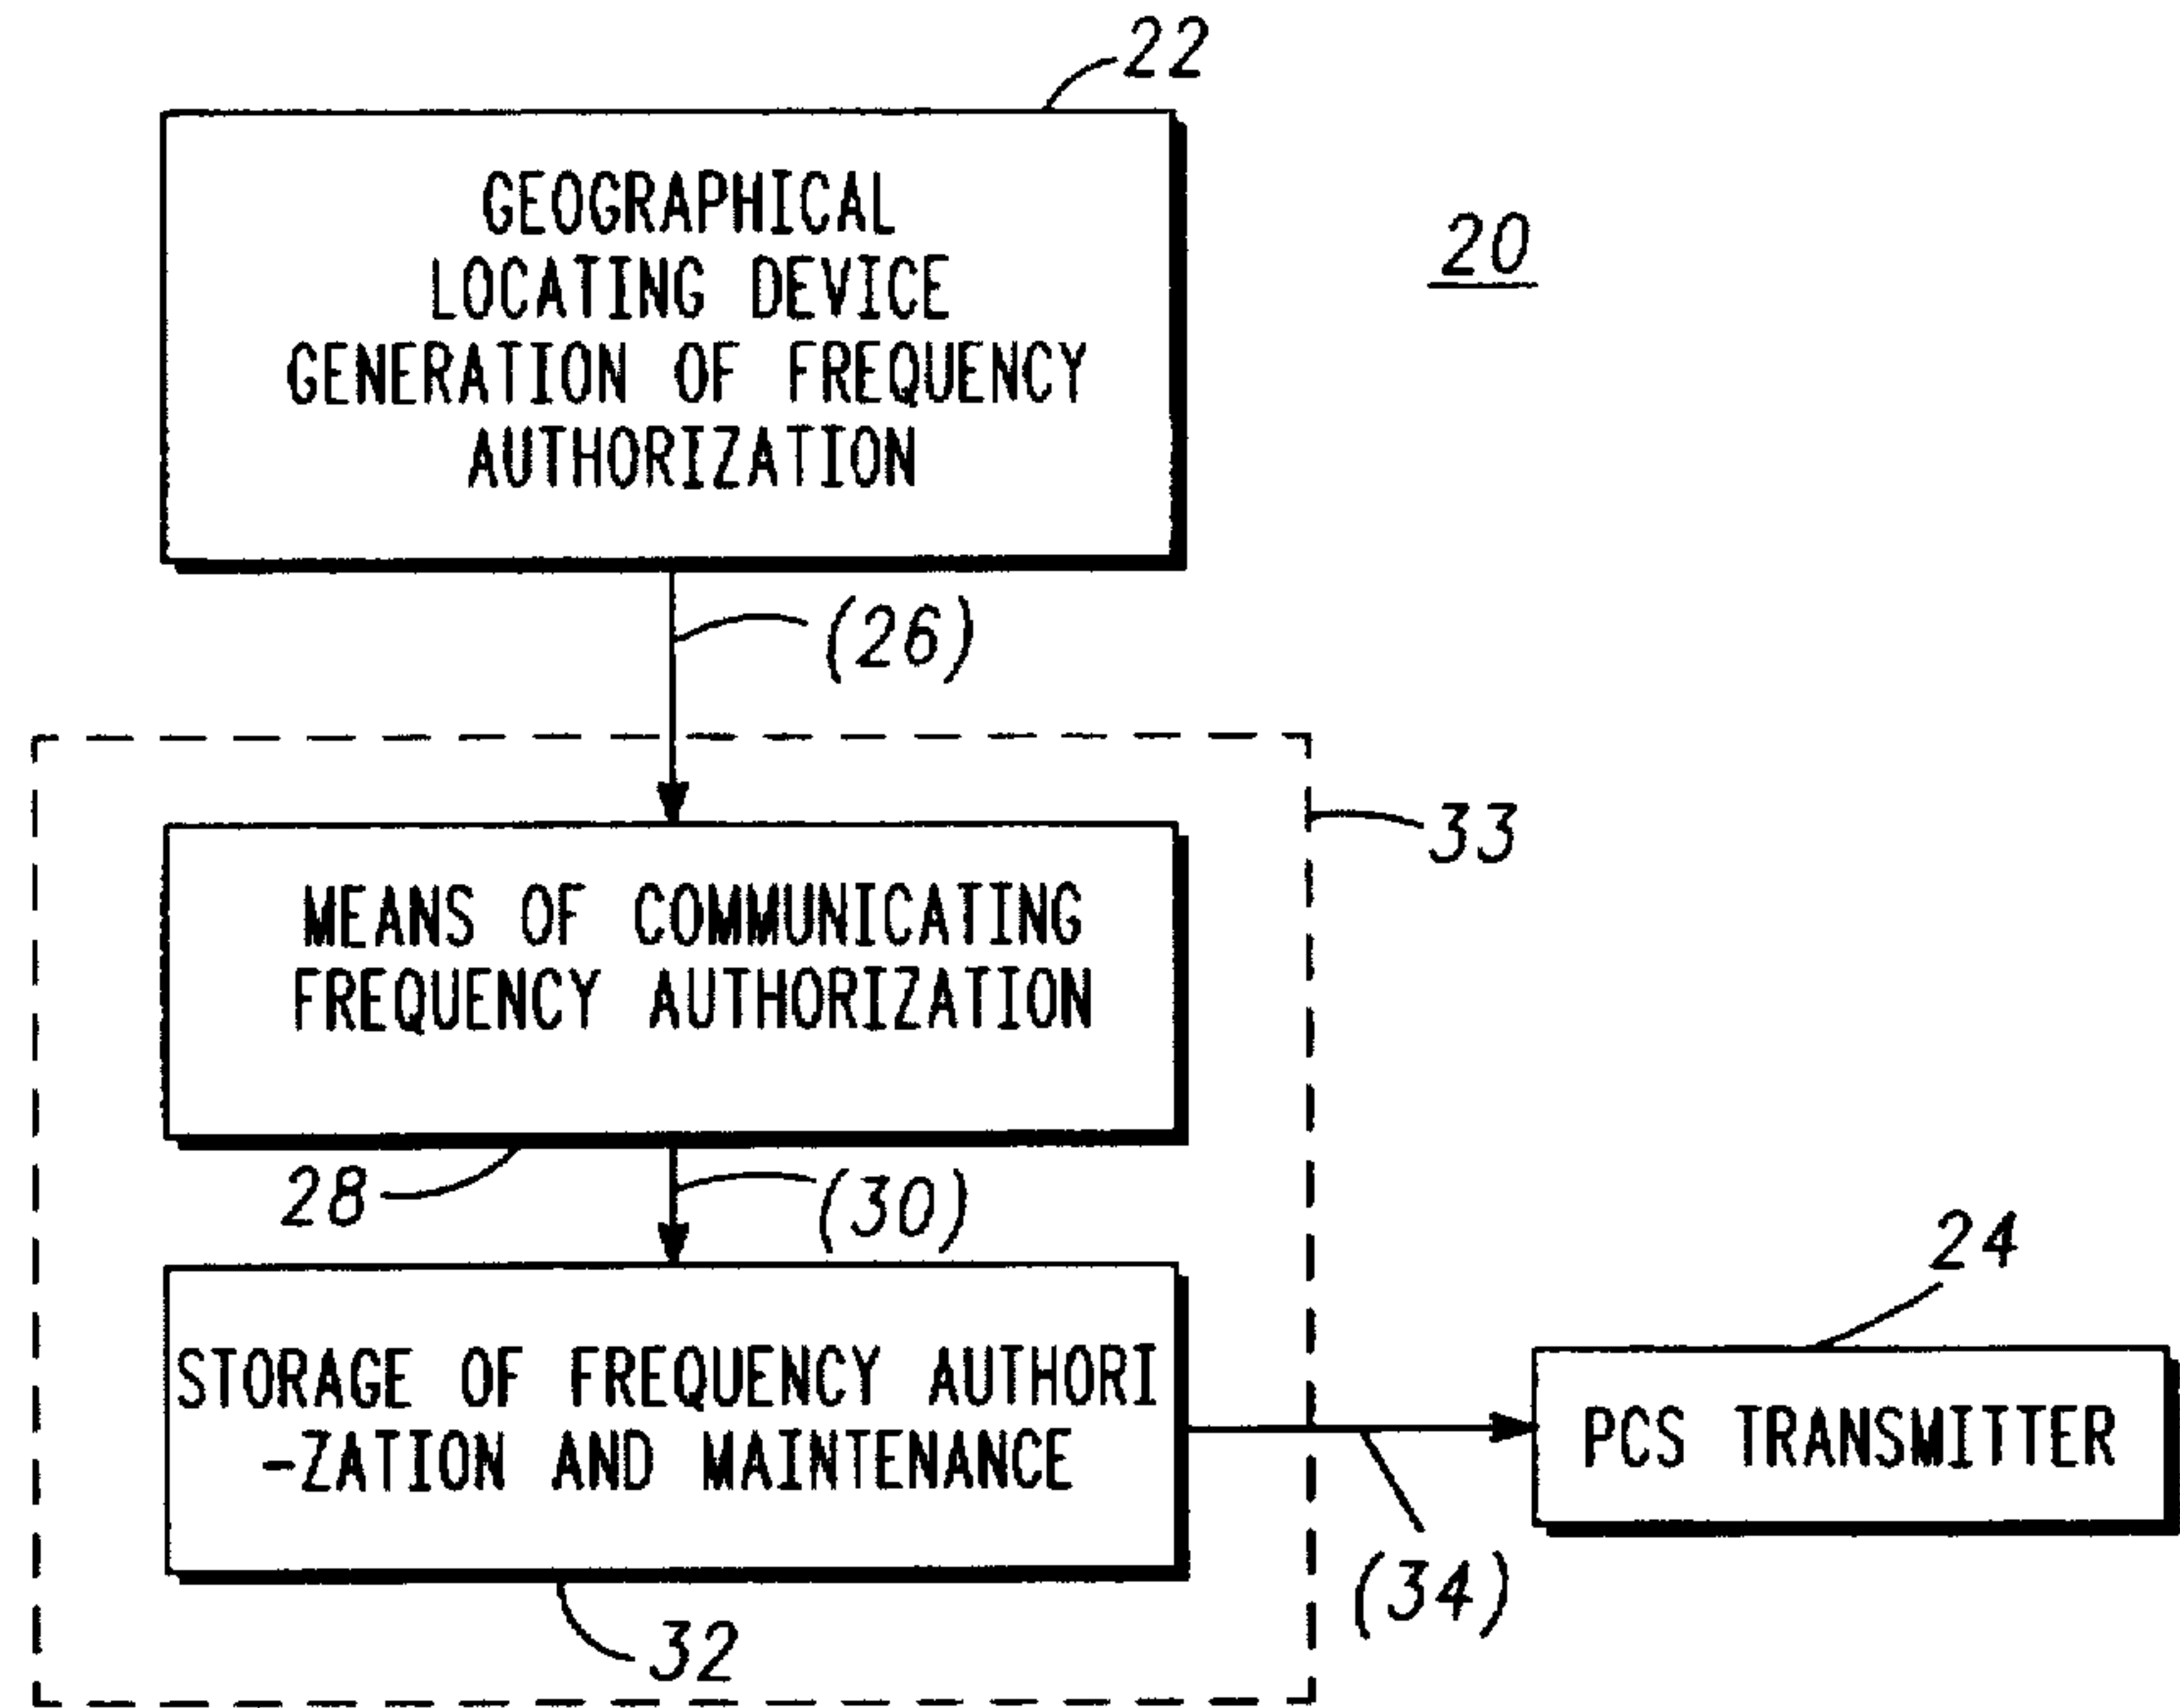 22
GEOGRAPHICAL
LOCATING DEVICE
GENERATION OF FREQUENCY
AUTHORIZATION
20
(26)
33
MEANS OF COMMUNICATING
FREQUENCY AUTHORIZATION
28
(30)
24
STORAGE OF FREQUENCY AUTHORI
-ZATION AND MAINTENANCE
PCS TRANSMITTER
(34)
32